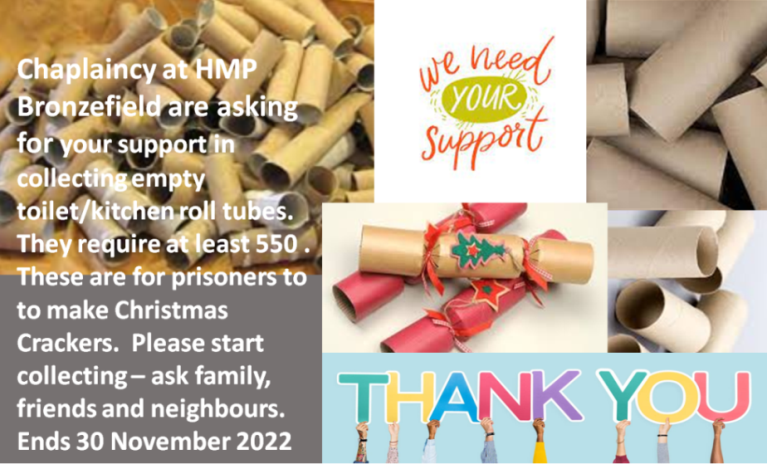 Chaplaincy at HMP
Bronzefield are asking
for your support in
collecting empty
toilet/kitchen roll tubes.
They require at least 550 .
These are for prisoners to
to make Christmas
Crackers.  Please start
collecting – ask family,
friends and neighbours.
Ends 30 November 2022
we need
YOUR
support
THANK YOU